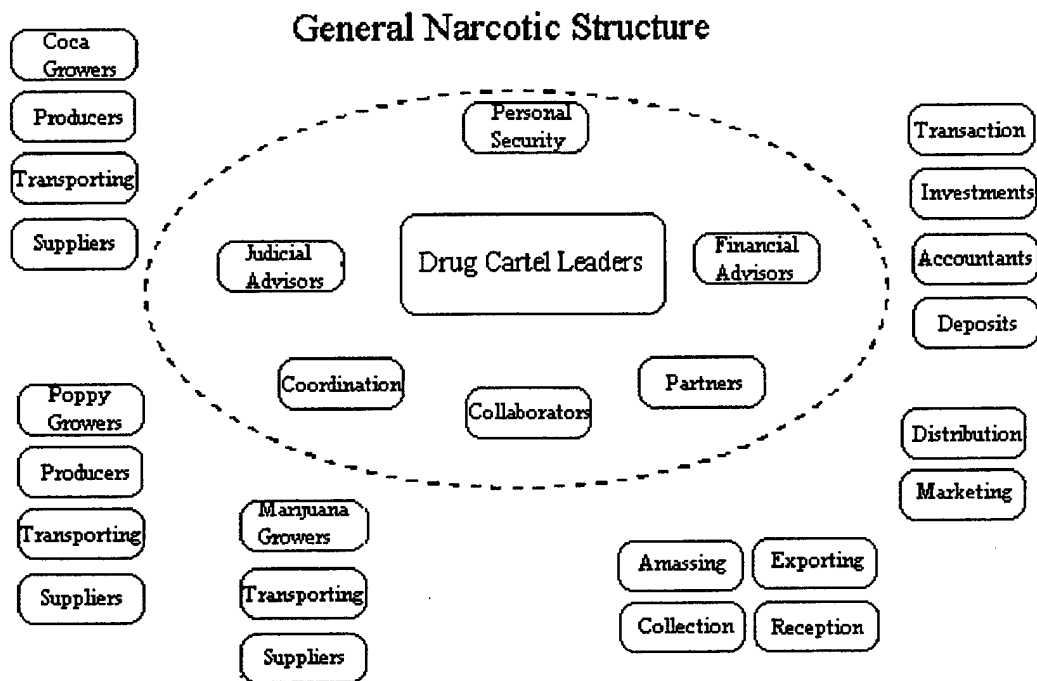 General Narcotic Structure
Coca
Growers
Producers
Transporting
Suppliers
Personal
Security
Judicial
Advisors
Drug Cartel Leaders
Financial
Advisors
Coordination
Collaborators
Partners
Transaction
Investments
Accountants
Deposits
Poppy
Growers
Producers
Transporting
Suppliers
Marijuana
Growers
Transporting
Suppliers
Amassing
Exporting
Collection
Reception
Distribution
Marketing